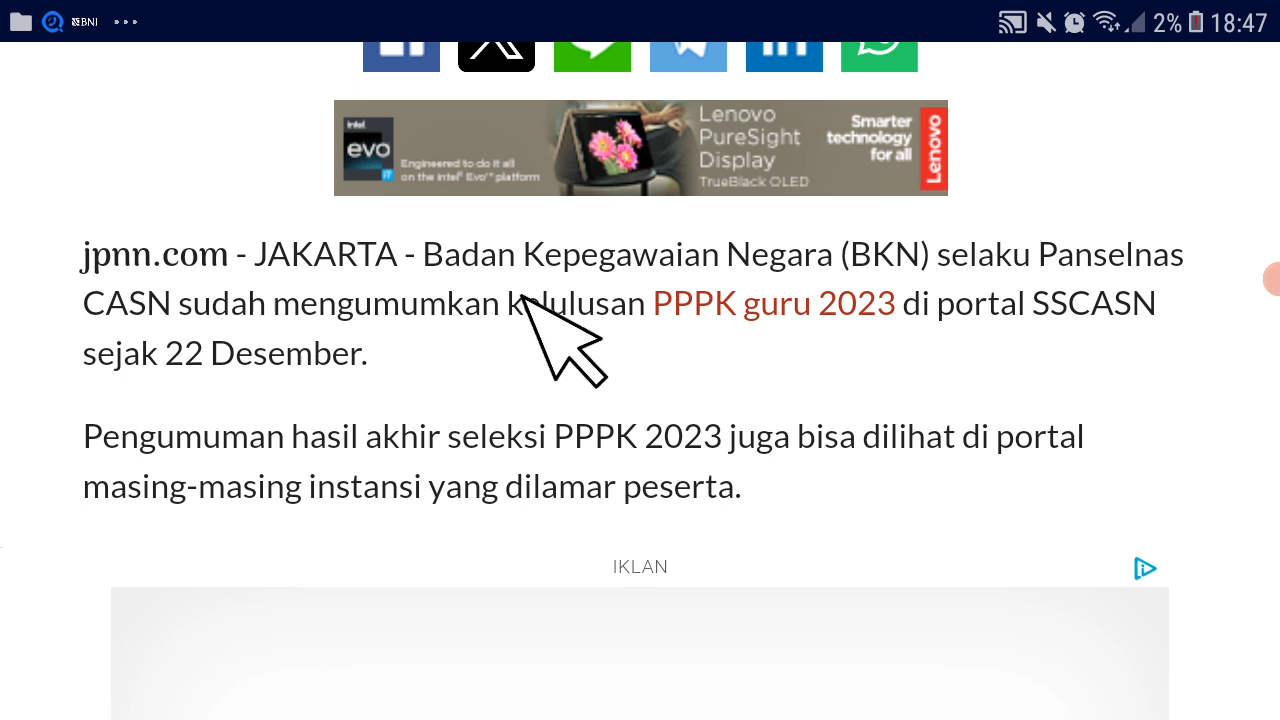 BNI 2% 18:47
intel.
evo
Engineered to do it all
on the intel® Evo™ platform
Lenovo
PureSight
Display
TrueBlack OLED
Smarter
technology
for all
Lenovo
jpnn.com - JAKARTA - Badan Kepegawaian Negara (BKN) selaku Panselnas
CASN sudah mengumumkan kelulusan PPPK guru 2023 di portal SSCASN
sejak 22 Desember.
Pengumuman hasil akhir seleksi PPPK 2023 juga bisa dilihat di portal
masing-masing instansi yang dilamar peserta.
IKLAN